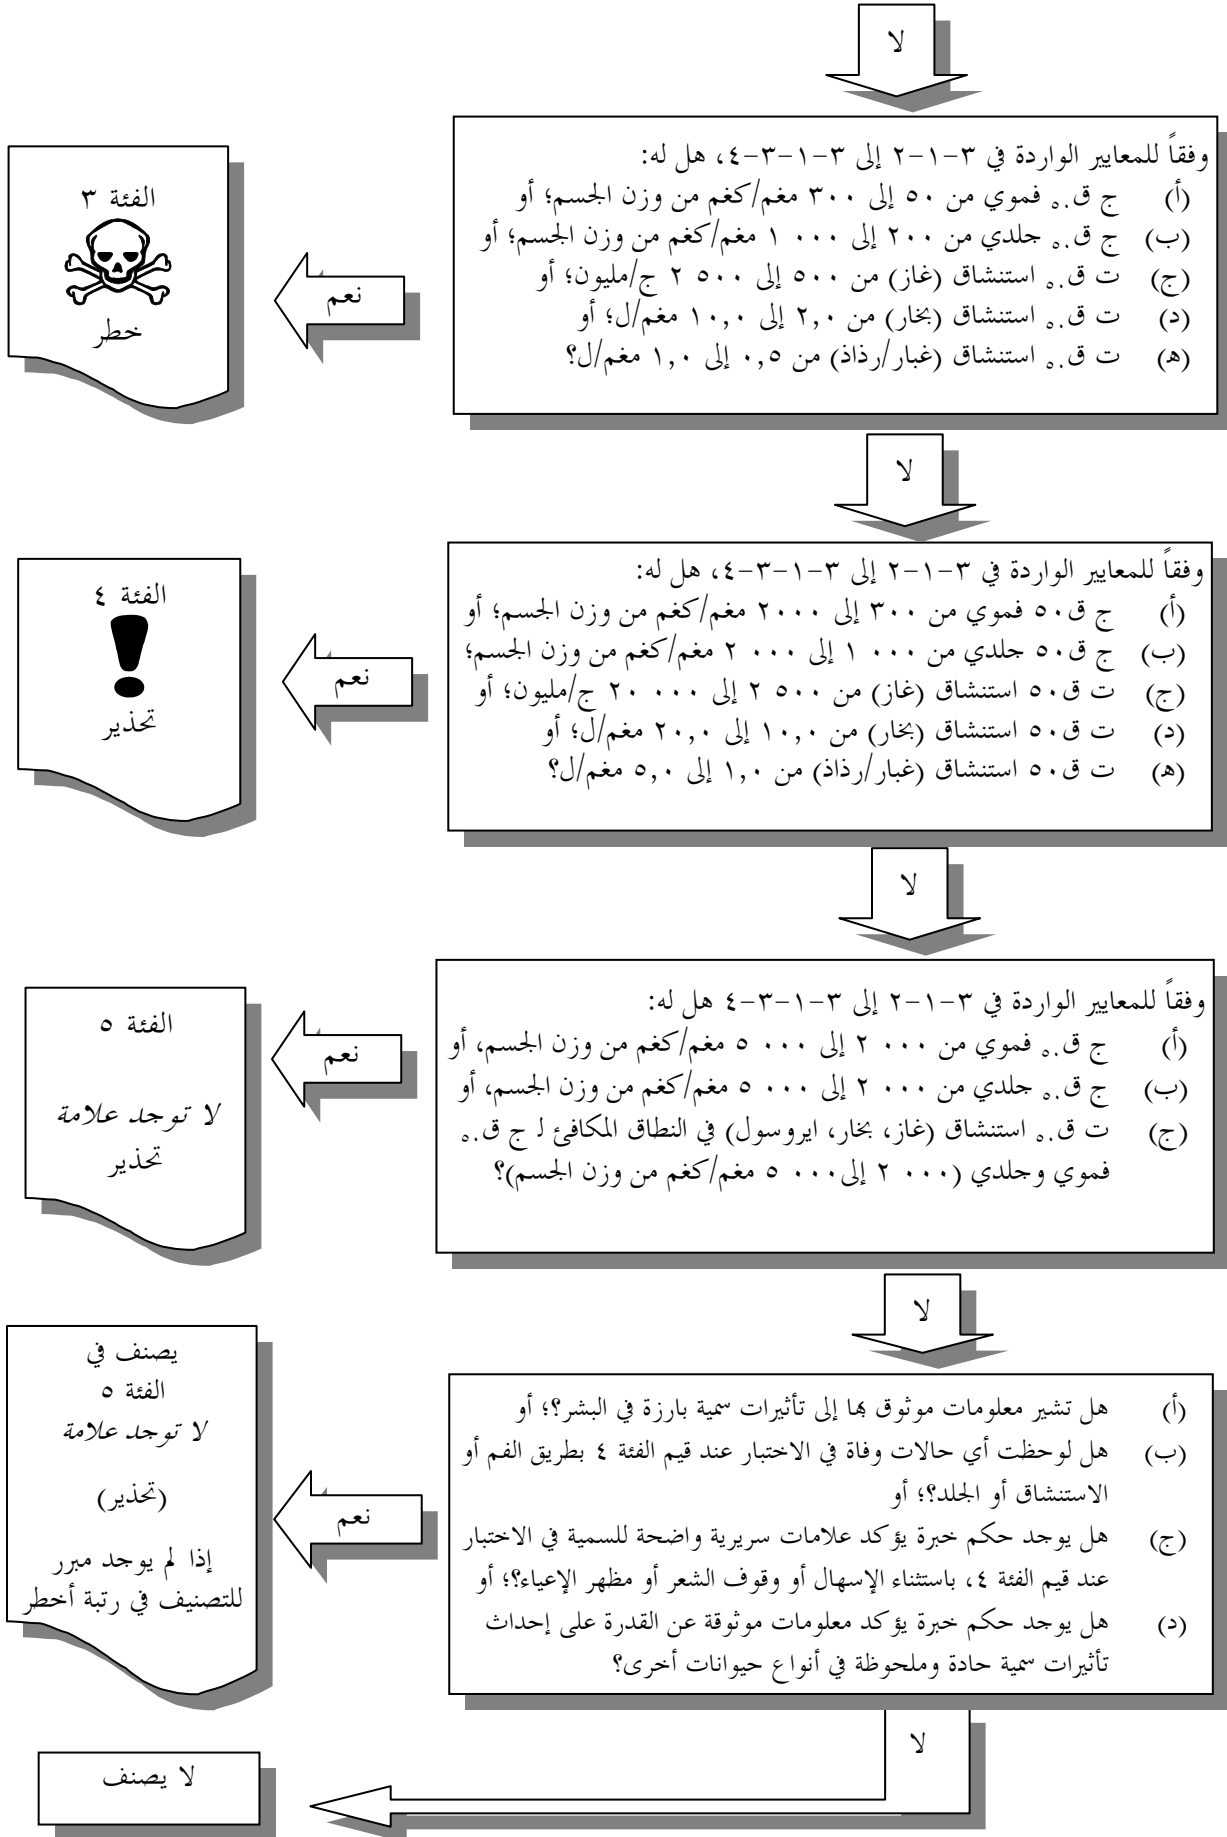 لا
وفقاً للمعايير الواردة في ٣-١-٢ إلى ٣-١-٣-٤، هل له:
(أ) ج ق٥٠ فموي من ٥٠ إلى ٣٠٠ مغم/كغم من وزن الجسم؛ أو
(ب) ج ق٥٠ جلدي من ٢٠٠ إلى ٠٠٠ ١ مغم/كغم من وزن الجسم؛ أو
(ج) ت ق٥٠ استنشاق (غاز) من ٥٠٠ إلى ٥٠٠ ٢ ج/مليون؛ أو
(د) ت ق٥٠ استنشاق (بخار) من ٢,٠ إلى ١٠,٠ مغم/ل؛ أو
(ه) ت ق٥٠ استنشاق (غبار/رذاذ) من ٠,٥ إلى ١,٠ مغم/ل؟
نعم
الفئة ٣
خطر
لا
وفقاً للمعايير الواردة في ٣-١-٢ إلى ٣-١-٣-٤، هل له:
(أ) ج ق٥٠ فموي من ٣٠٠ إلى ٢٠٠٠ مغم/كغم من وزن الجسم؛ أو
(ب) ج ق٥٠ جلدي من ٠٠٠ ١ إلى ٠٠٠ ٢ مغم/كغم من وزن الجسم؛
(ج) ت ق٥٠ استنشاق (غاز) من ٥٠٠ ٢ إلى ٠٠٠ ٢٠ ج/مليون؛ أو
(د) ت ق٥٠ استنشاق (بخار) من ١٠,٠ إلى ٢٠,٠ مغم/ل؛ أو
(ه) ت ق٥٠ استنشاق (غبار/رذاذ) من ١,٠ إلى ٥,٠ مغم/ل؟
نعم
الفئة ٤
تحذير
لا
وفقاً للمعايير الواردة في ٣-١-٢ إلى ٣-١-٣-٤ هل له:
(أ) ج ق٥٠ فموي من ٠٠٠ ٢ إلى ٠٠٠ ٥ مغم/كغم من وزن الجسم، أو
(ب) ج ق٥٠ جلدي من ٠٠٠ ٢ إلى ٠٠٠ ٥ مغم/كغم من وزن الجسم، أو
(ج) ت ق٥٠ استنشاق (غاز، بخار، ايروسول) في النطاق المكافئ لـ ج ق٥٠
فموي وجلدي (٠٠٠ ٢ إلى٠٠٠ ٥ مغم/كغم من وزن الجسم)؟
نعم
الفئة ٥
لا توجد علامة
تحذير
لا
(أ) هل تشير معلومات موثوق بها إلى تأثيرات سمية بارزة في البشر؟؛ أو
(ب) هل لوحظت أي حالات وفاة في الاختبار عند قيم الفئة ٤ بطريق الفم أو
الاستنشاق أو الجلد؟؛ أو
(ج) هل يوجد حكم خبرة يؤكد علامات سريرية واضحة للسمية في الاختبار
عند قيم الفئة ٤، باستثناء الإسهال أو وقوف الشعر أو مظهر الإعياء؟؛ أو
(د) هل يوجد حكم خبرة يؤكد معلومات موثوقة عن القدرة على إحداث
تأثيرات سمية حادة وملحوظة في أنواع حيوانات أخرى؟
نعم
يصنف في
الفئة ٥
لا توجد علامة
(تحذير)
إذا لم يوجد مبرر
للتصنيف في رتبة أخطر
لا
لا يصنف